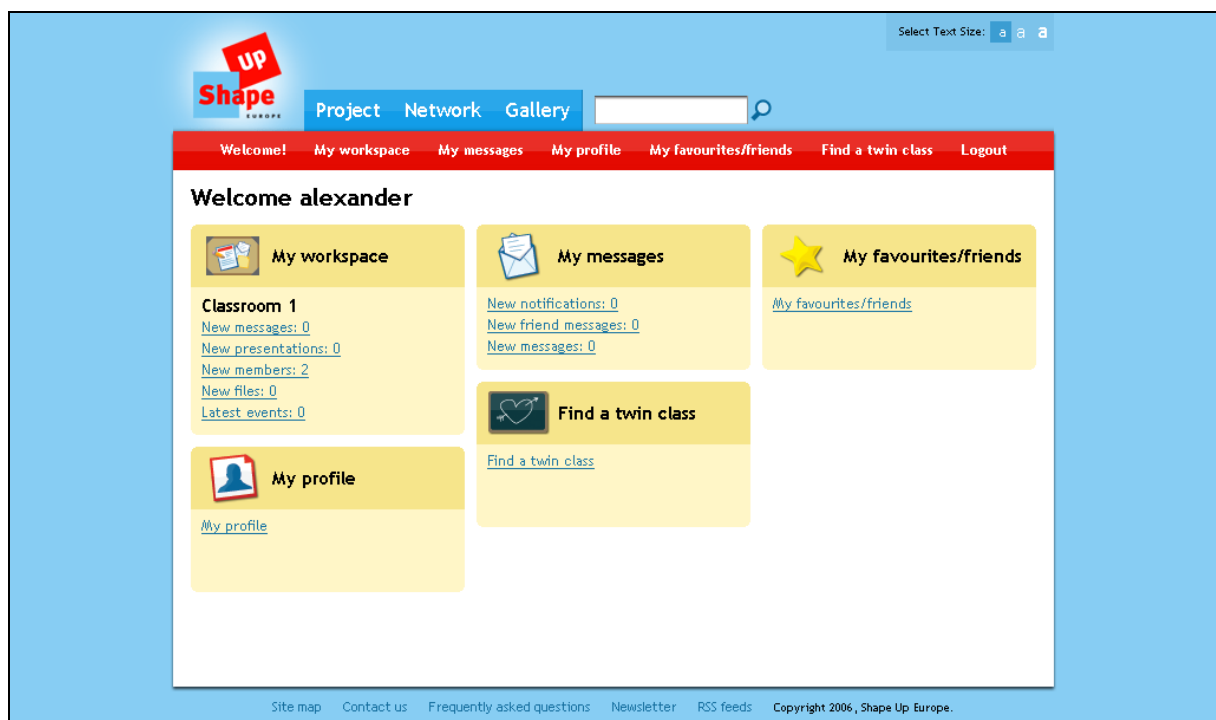 Select Text Size: a a a
UP
Shape
EUROPE
Project Network Gallery
Welcome! My workspace My messages My profile My favourites/friends Find a twin class Logout
Welcome alexander
My workspace
Classroom 1
New messages: 0
New presentations: 0
New members: 2
New files: 0
Latest events: 0
My messages
New notifications: 0
New friend messages: 0
New messages: 0
My favourites/friends
My favourites/friends
Find a twin class
Find a twin class
My profile
My profile
Site map Contact us Frequently asked questions Newsletter RSS feeds Copyright 2006, Shape Up Europe.